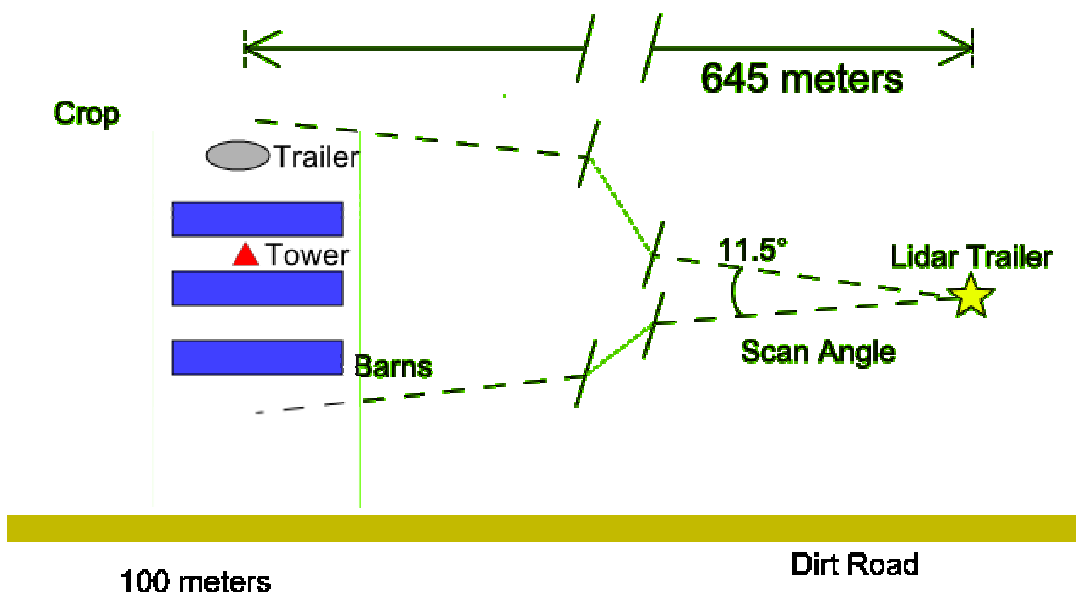 645 meters
Crop
Trailer
11.5°
Tower
Lidar Trailer
Scan Angle
Barns
Dirt Road
100 meters